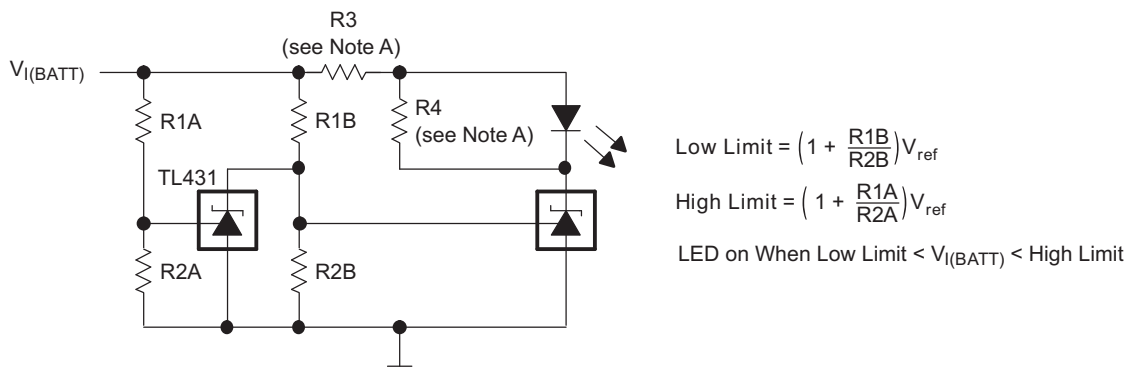 R3
(see Note A)
V_I(BATT)
R1A
R1B
R4
(see Note A)
TL431
R2A
R2B
Low Limit = (1 + R1B/R2B)V_ref
High Limit = (1 + R1A/R2A)V_ref
LED on When Low Limit < V_I(BATT) < High Limit